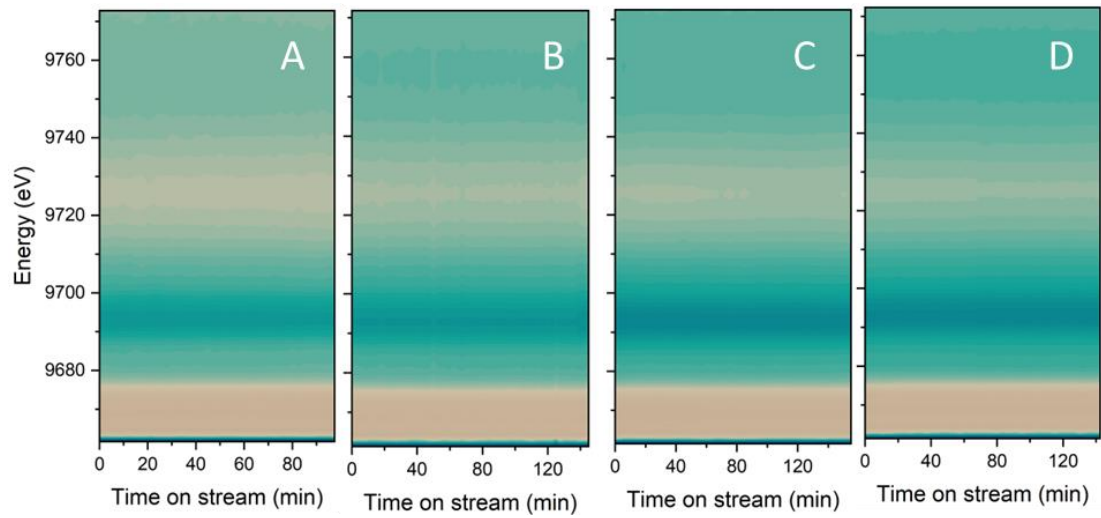 A
B
C
D
Energy (eV)
9760
9740
9720
9700
9680
0 20 40 60 80
0 40 80 120
0 40 80 120
0 40 80 120
Time on stream (min)
Time on stream (min)
Time on stream (min)
Time on stream (min)